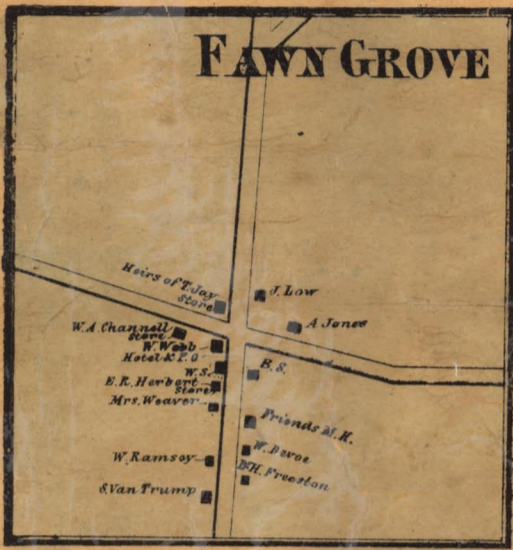 FAWN GROVE
Heirs of T. Jay
Store
J. Low
A Jones
W. A. Channell
Store
W. Webb
Hotel & P. O
B. S.
W. S.
E. R. Herbert
Stores
Mrs. Weaver
Friends M. H.
W. Devoe
W. Ramsey
H. Freeston
S. Van Trump